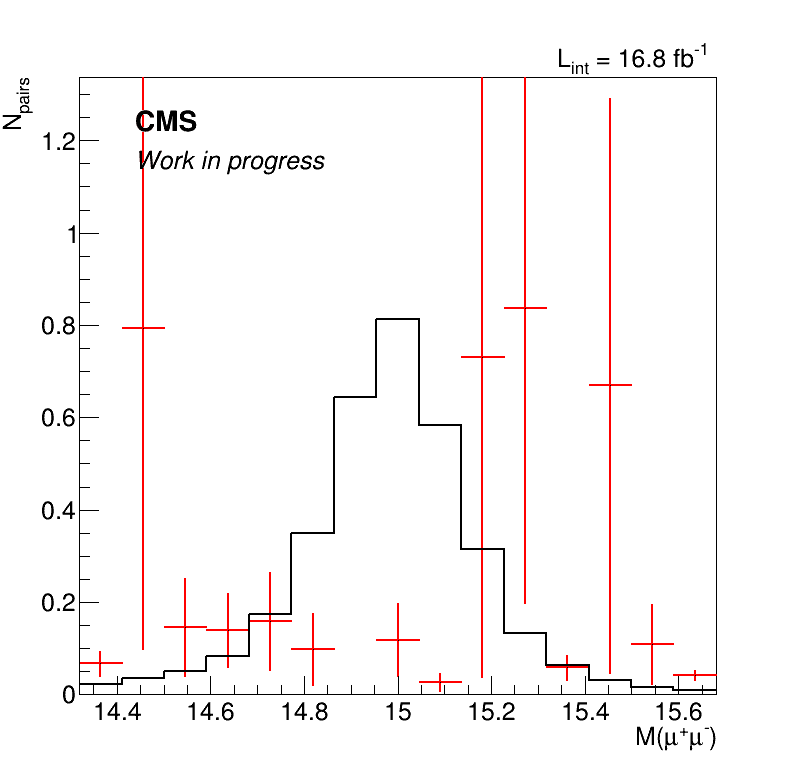 L_int = 16.8 fb^-1
N_pairs
CMS
Work in progress
1.2
1
0.8
0.6
0.4
0.2
0
14.4 14.6 14.8 15 15.2 15.4 15.6
M(μ⁺μ⁻)